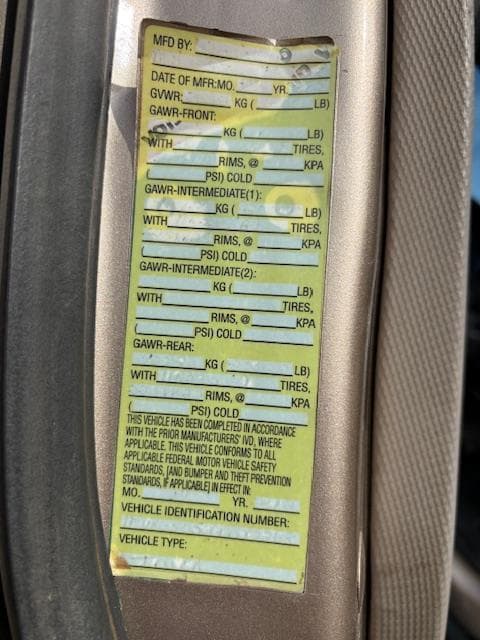 MFD BY:
DATE OF MFR:MO. YR.
GVWR: KG ( LB)
GAWR-FRONT:
KG ( LB)
WITH TIRES,
RIMS, @ KPA
( PSI) COLD
GAWR-INTERMEDIATE(1):
KG ( LB)
WITH TIRES,
RIMS, @ KPA
( PSI) COLD
GAWR-INTERMEDIATE(2):
KG ( LB)
WITH TIRES,
RIMS, @ KPA
( PSI) COLD
GAWR-REAR:
KG ( LB)
WITH TIRES,
RIMS, @ KPA
( PSI) COLD
THIS VEHICLE HAS BEEN COMPLETED IN ACCORDANCE
WITH THE PRIOR MANUFACTURERS' IVD, WHERE
APPLICABLE. THIS VEHICLE CONFORMS TO ALL
APPLICABLE FEDERAL MOTOR VEHICLE SAFETY
STANDARDS, [AND BUMPER AND THEFT PREVENTION
STANDARDS, IF APPLICABLE] IN EFFECT IN:
MO. YR.
VEHICLE IDENTIFICATION NUMBER:
VEHICLE TYPE: